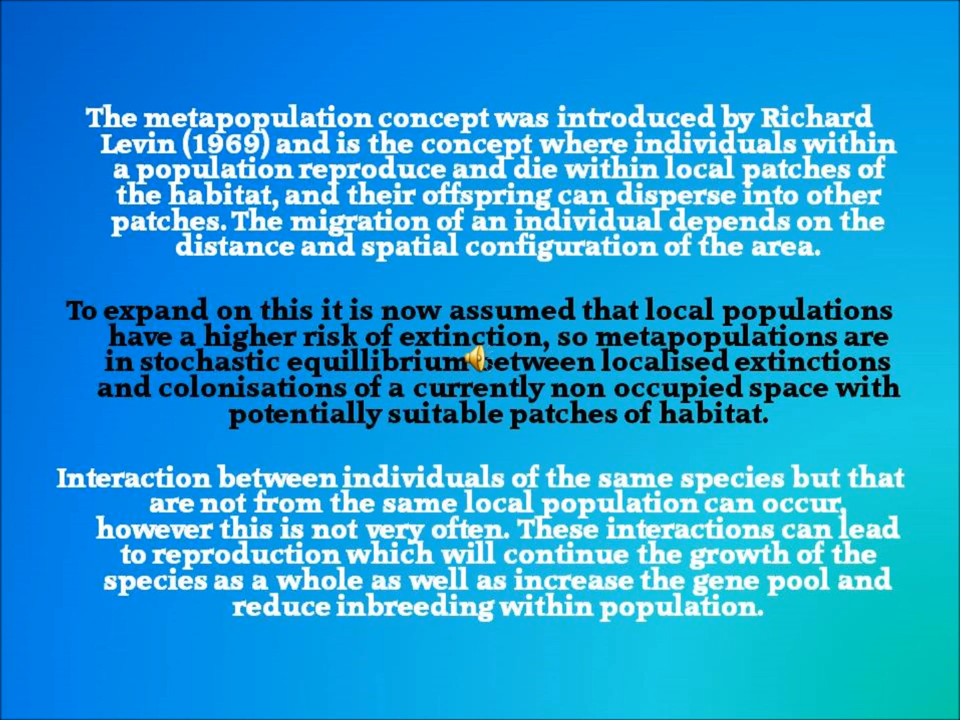 The metapopulation concept was introduced by Richard
Levin (1969) and is the concept where individuals within
a population reproduce and die within local patches of
the habitat, and their offspring can disperse into other
patches. The migration of an individual depends on the
distance and spatial configuration of the area.
To expand on this it is now assumed that local populations
have a higher risk of extinction, so metapopulations are
in stochastic equillibrium between localised extinctions
and colonisations of a currently non occupied space with
potentially suitable patches of habitat.
Interaction between individuals of the same species but that
are not from the same local population can occur,
however this is not very often. These interactions can lead
to reproduction which will continue the growth of the
species as a whole as well as increase the gene pool and
reduce inbreeding within population.